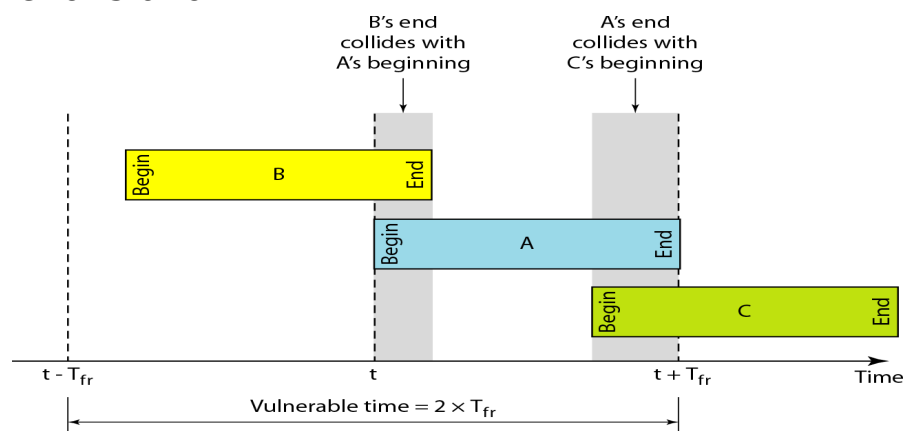 B's end
collides with
A's beginning
A's end
collides with
C's beginning
Begin
B
End
Begin
A
End
Begin
C
End
t - Tfr
t
t + Tfr
Time
Vulnerable time = 2 × Tfr